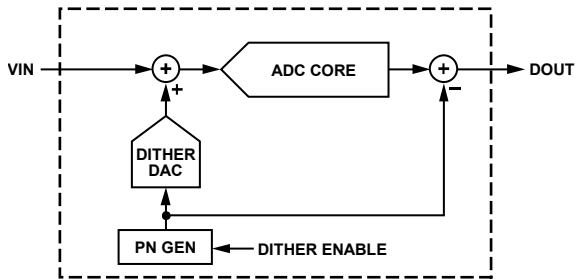 VIN
+
+
ADC CORE
+
−
DOUT
DITHER
DAC
PN GEN
DITHER ENABLE